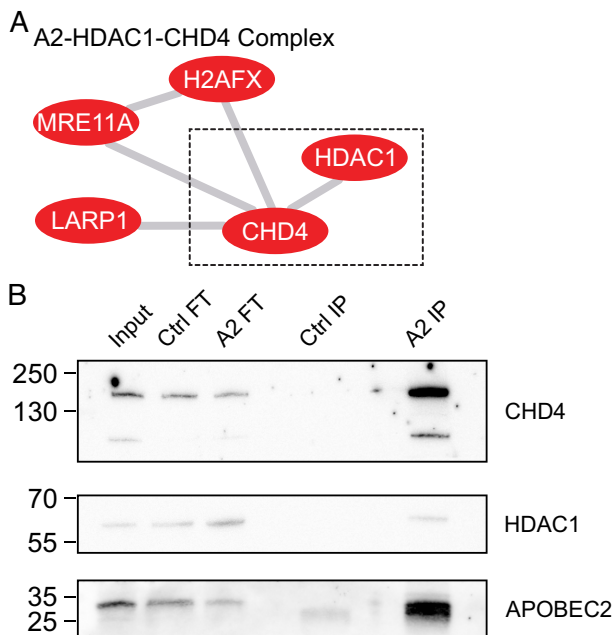 A
A2-HDAC1-CHD4 Complex
H2AFX
MRE11A
HDAC1
LARP1
CHD4
B
Input
Ctrl FT
A2 FT
Ctrl IP
A2 IP
250
130
CHD4
70
55
HDAC1
35
25
APOBEC2